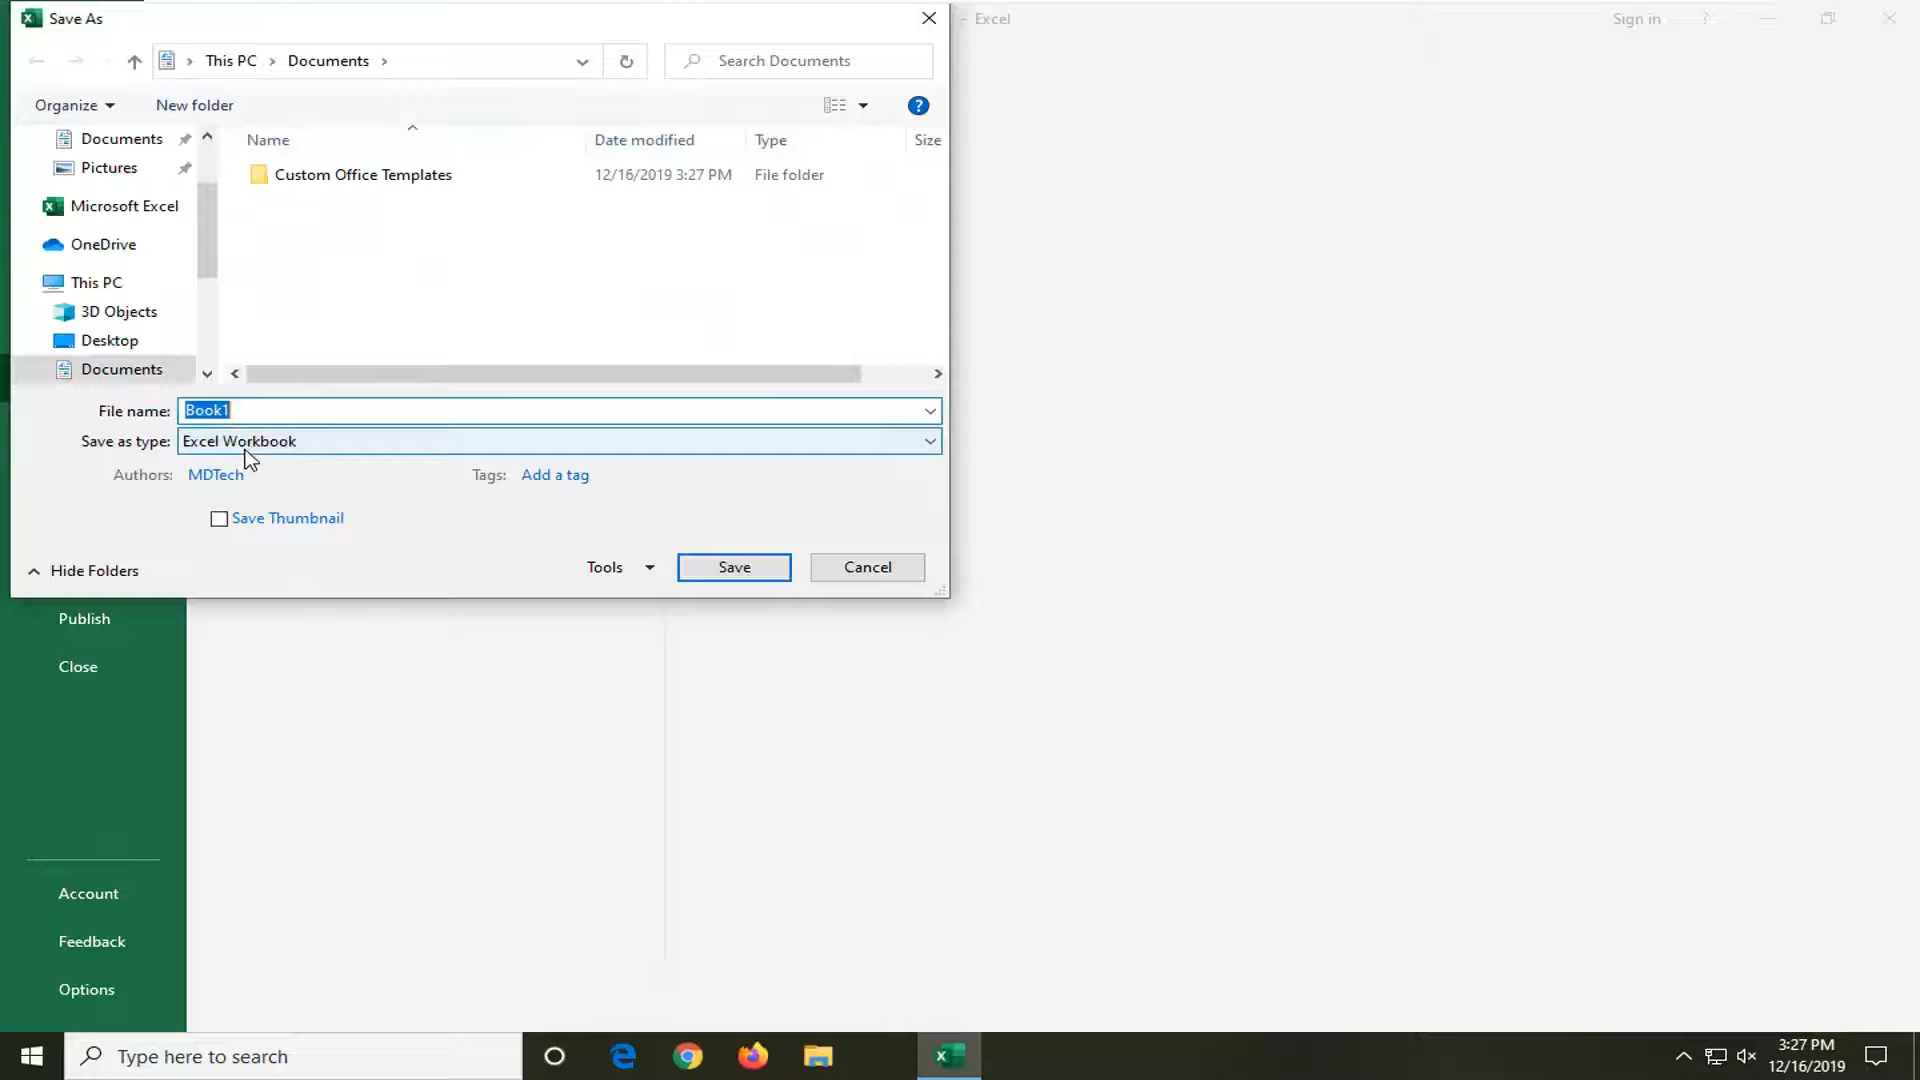 Save As
- Excel
Sign in ?
This PC > Documents >
Search Documents
Organize
New folder
?
Documents
Pictures
Microsoft Excel
OneDrive
This PC
3D Objects
Desktop
Documents
Name Date modified Type Size
Custom Office Templates 12/16/2019 3:27 PM File folder
File name: Book1
Save as type: Excel Workbook
Authors: MDTech
Tags: Add a tag
Save Thumbnail
Hide Folders
Tools
Save
Cancel
Publish
Close
Account
Feedback
Options
Type here to search
3:27 PM
12/16/2019